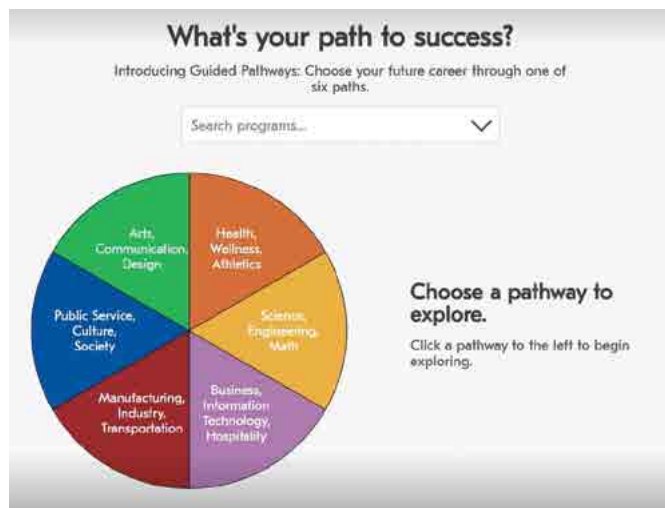 What's your path to success?
Introducing Guided Pathways: Choose your future career through one of
six paths.
Search programs...
Arts,
Communication,
Design
Health,
Wellness,
Athletics
Public Service,
Culture,
Society
Science,
Engineering,
Math
Manufacturing,
Industry,
Transportation
Business,
Information
Technology,
Hospitality
Choose a pathway to
explore.
Click a pathway to the left to begin
exploring.